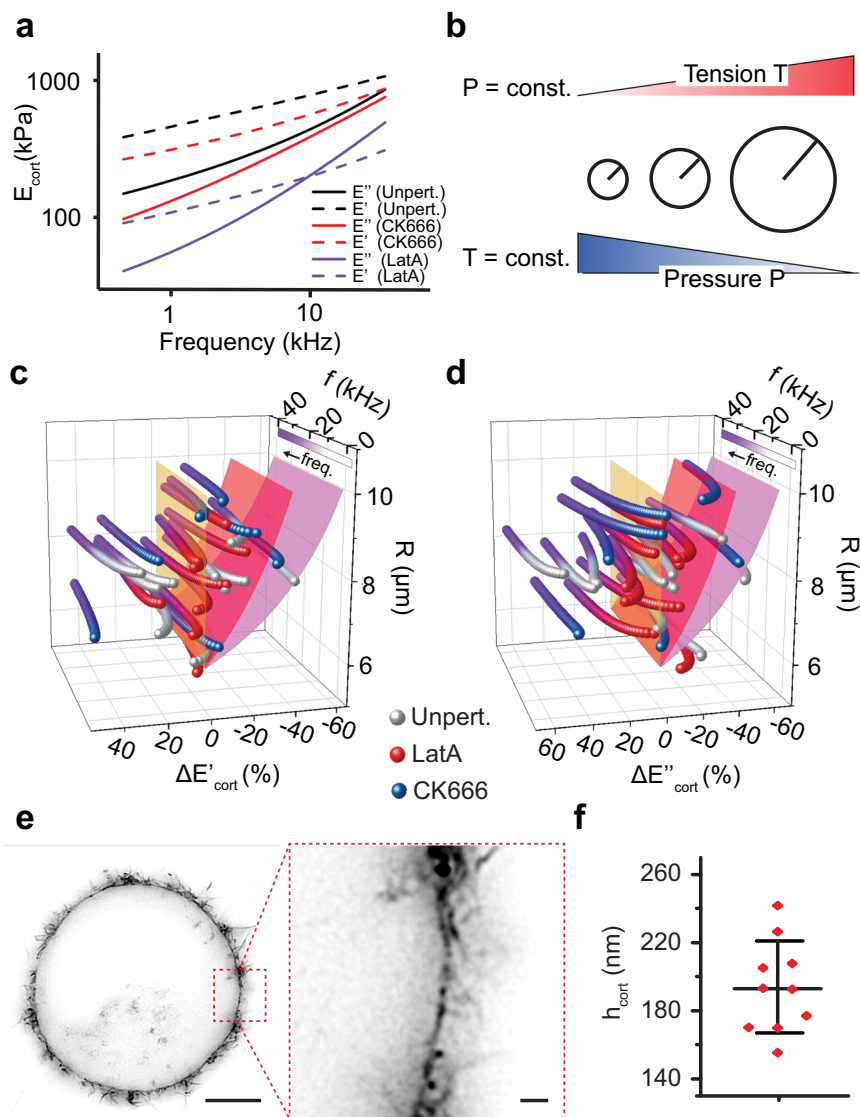 a
E_cort (kPa)
1000
100
1
10
Frequency (kHz)
E'' (Unpert.)
E' (Unpert.)
E'' (CK666)
E' (CK666)
E'' (LatA)
E' (LatA)
b
P = const.
Tension T
T = const.
Pressure P
c
f (kHz)
40
20
0
←freq.
R (μm)
10
8
6
40
20
0
-20
-40
-60
ΔE'cort (%)
d
f (kHz)
40
20
0
←freq.
R (μm)
10
8
6
60
40
20
0
-20
-40
-60
ΔE''cort (%)
Unpert.
LatA
CK666
e
f
h_cort (nm)
260
220
180
130